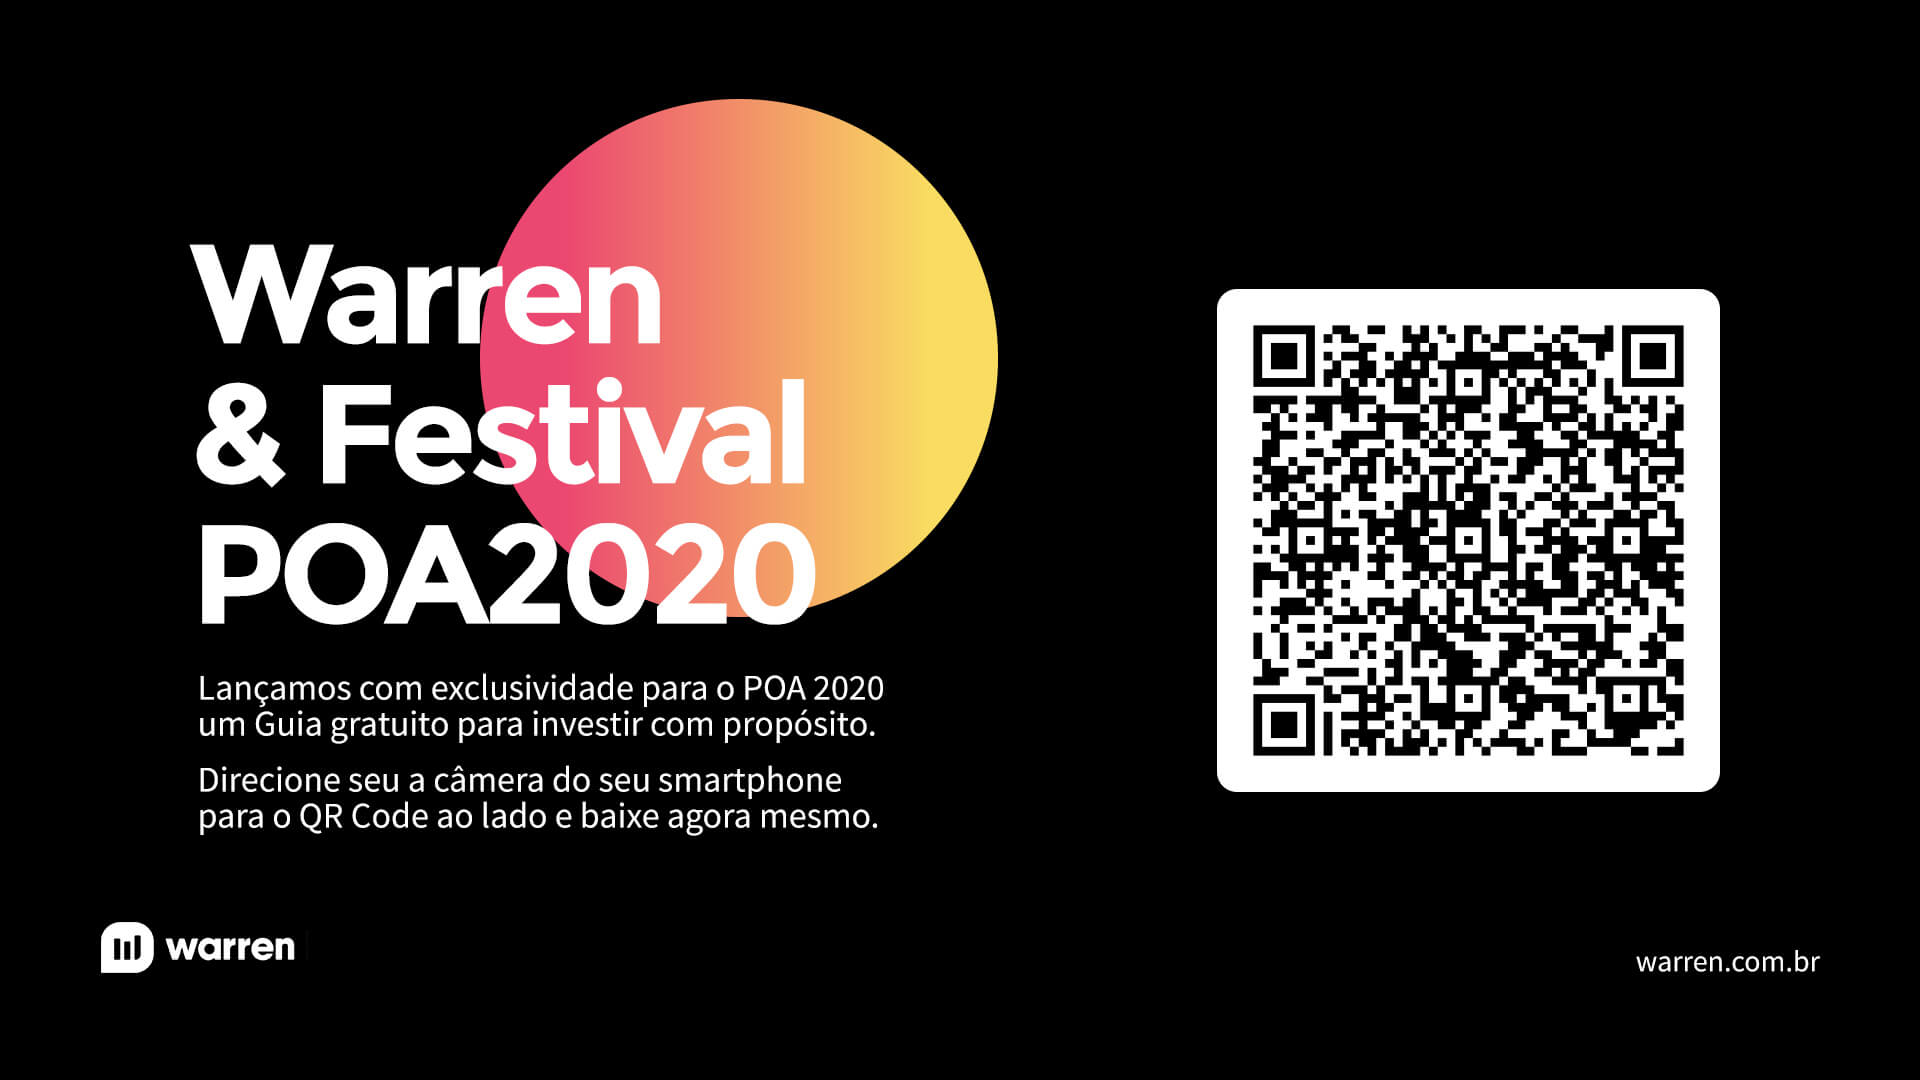 Warren
& Festival
POA2020
Lançamos com exclusividade para o POA 2020
um Guia gratuito para investir com propósito.
Direcione seu a câmera do seu smartphone
para o QR Code ao lado e baixe agora mesmo.
warren
warren.com.br